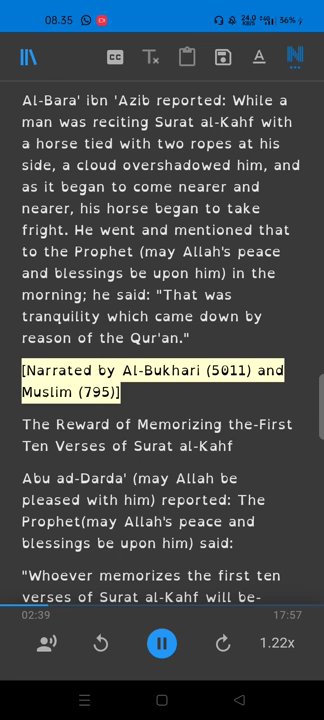 08.35
24.0
KB/S
36%
CC
Al-Bara' ibn 'Azib reported: While a
man was reciting Surat al-Kahf with
a horse tied with two ropes at his
side, a cloud overshadowed him, and
as it began to come nearer and
nearer, his horse began to take
fright. He went and mentioned that
to the Prophet (may Allah's peace
and blessings be upon him) in the
morning; he said: "That was
tranquility which came down by
reason of the Qur'an."
[Narrated by Al-Bukhari (5011) and
Muslim (795)]
The Reward of Memorizing the-First
Ten Verses of Surat al-Kahf
Abu ad-Darda' (may Allah be
pleased with him) reported: The
Prophet(may Allah's peace and
blessings be upon him) said:
"Whoever memorizes the first ten
verses of Surat al-Kahf will be-
02:39
17:57
1.22x